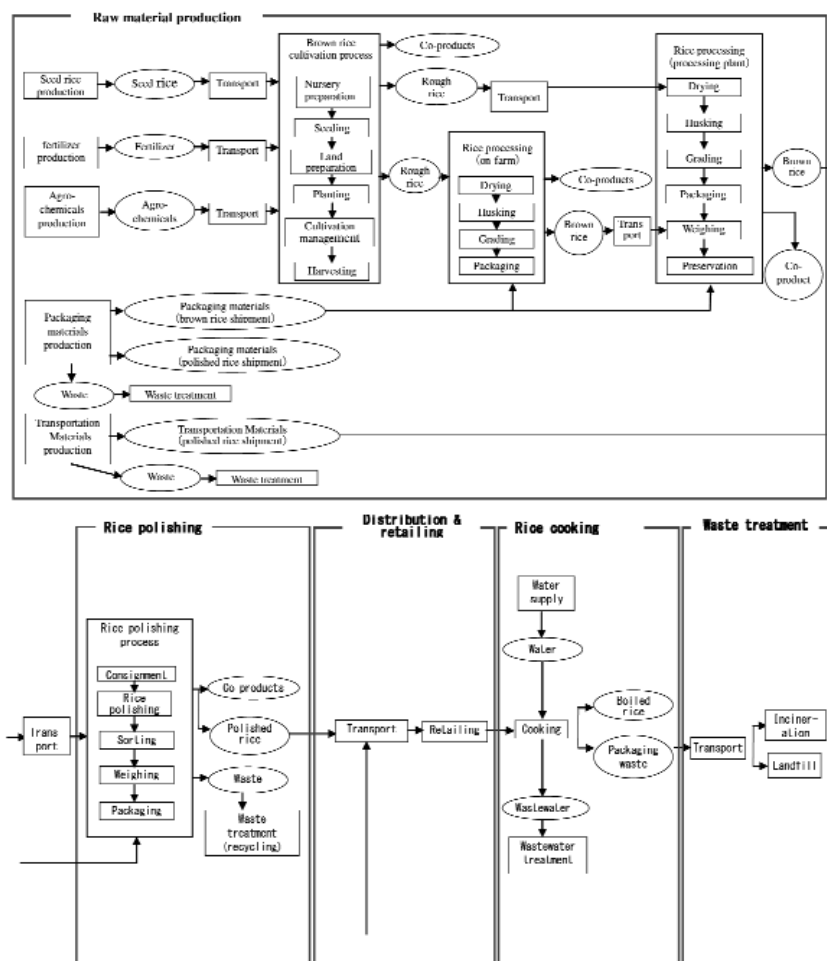 Raw material production
Seed rice
production
Seed rice
Transport
fertilizer
production
Fertilizer
Transport
Agro-
chemicals
production
Agro-
chemicals
Transport
Brown rice
cultivation process
Nursery
preparation
Seeding
Land
preparation
Planting
Cultivation
management
Harvesting
Co-products
Rough
rice
Transport
Rough
rice
Rice processing
(on farm)
Drying
Husking
Grading
Packaging
Co-products
Brown
rice
Trans
port
Rice processing
(processing plant)
Drying
Husking
Grading
Packaging
Weighing
Preservation
Brown
rice
Co-
product
Packaging
materials
production
Packaging materials
(brown rice shipment)
Packaging materials
(polished rice shipment)
Waste
Waste treatment
Transportation
Materials
production
Transportation Materials
(polished rice shipment)
Waste
Waste treatment
Rice polishing
Trans
port
Rice polishing
process
Consignment
Rice
polishing
Sorting
Weighing
Packaging
Co products
Polished
rice
Waste
Waste
treatment
(recycling)
Distribution &
retailing
Transport
Retailing
Rice cooking
Water
supply
Water
Cooking
Boiled
rice
Packaging
waste
Wastewater
Wastewater
treatment
Waste treatment
Transport
Inciner-
ation
Landfill